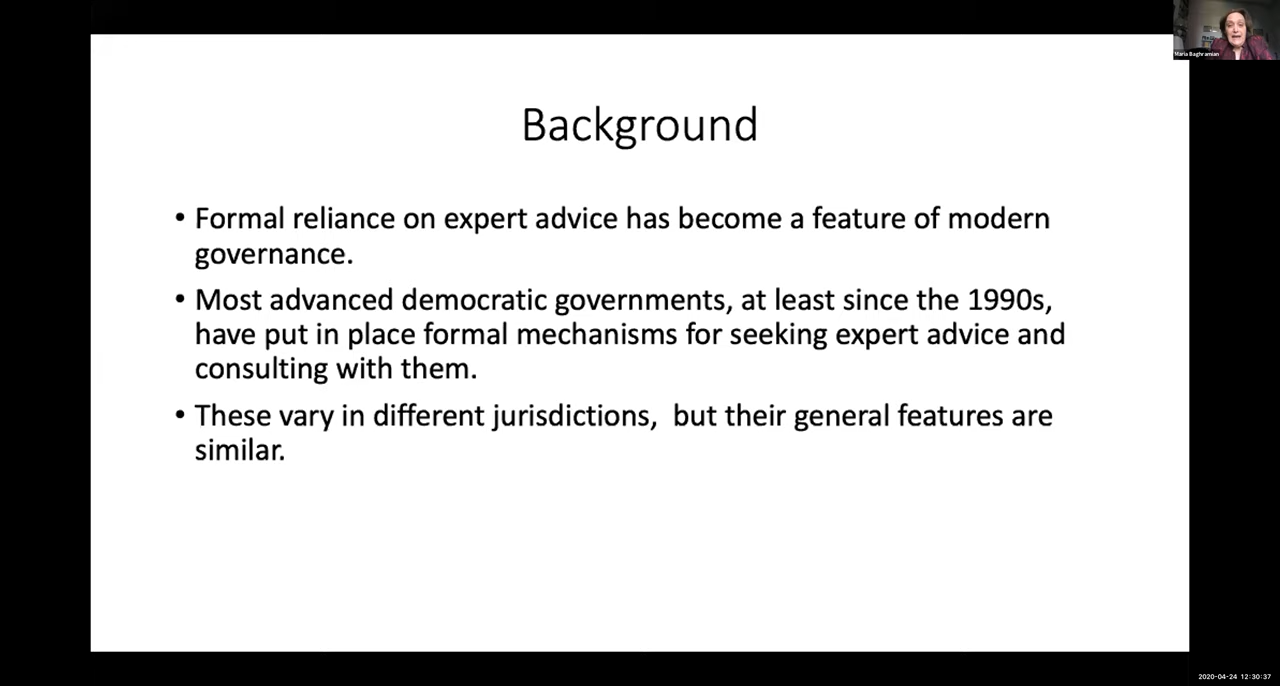 Maria Baghramian
Background
• Formal reliance on expert advice has become a feature of modern
governance.
• Most advanced democratic governments, at least since the 1990s,
have put in place formal mechanisms for seeking expert advice and
consulting with them.
• These vary in different jurisdictions,  but their general features are
similar.
2020-04-24 12:30:37